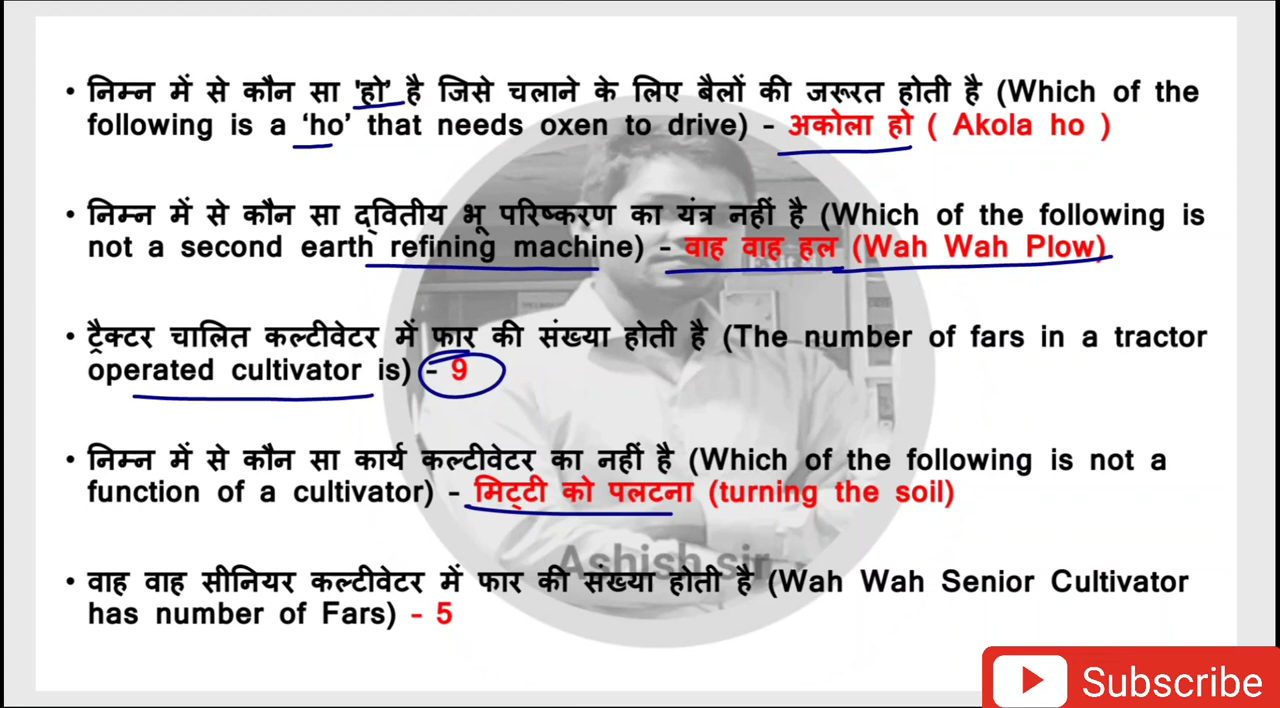 • निम्न में से कौन सा 'हो' है जिसे चलाने के लिए बैलों की जरूरत होती है (Which of the
following is a ‘ho’ that needs oxen to drive) - अकोला हो ( Akola ho )
• निम्न में से कौन सा द्वितीय भू परिष्करण का यंत्र नहीं है (Which of the following is
not a second earth refining machine) - वाह वाह हल (Wah Wah Plow)
• ट्रैक्टर चालित कल्टीवेटर में फार की संख्या होती है (The number of fars in a tractor
operated cultivator is) - 9
• निम्न में से कौन सा कार्य कल्टीवेटर का नहीं है (Which of the following is not a
function of a cultivator) - मिट्टी को पलटना (turning the soil)
Ashish sir
• वाह वाह सीनियर कल्टीवेटर में फार की संख्या होती है (Wah Wah Senior Cultivator
has number of Fars) - 5
Subscribe